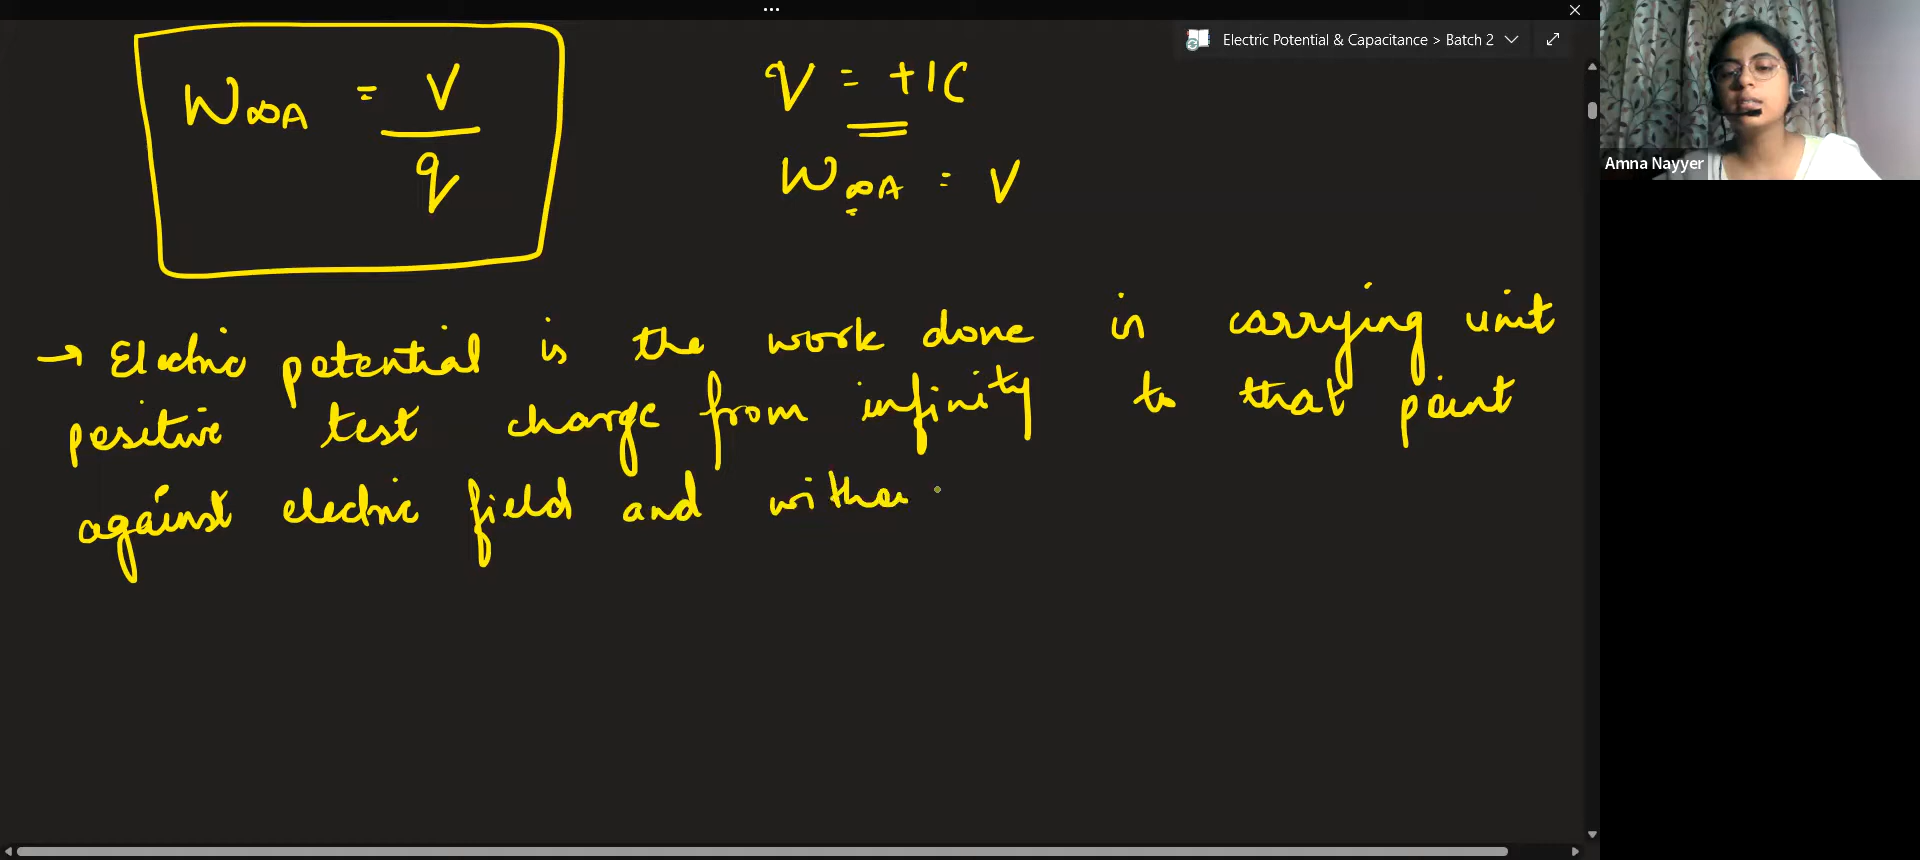 Electric Potential & Capacitance > Batch 2
Amna Nayyer
W∞A = V/q
q = +1C
W∞A = V
→ Electric potential is the work done in carrying unit
positive test charge from infinity to that point
against electric field and withou